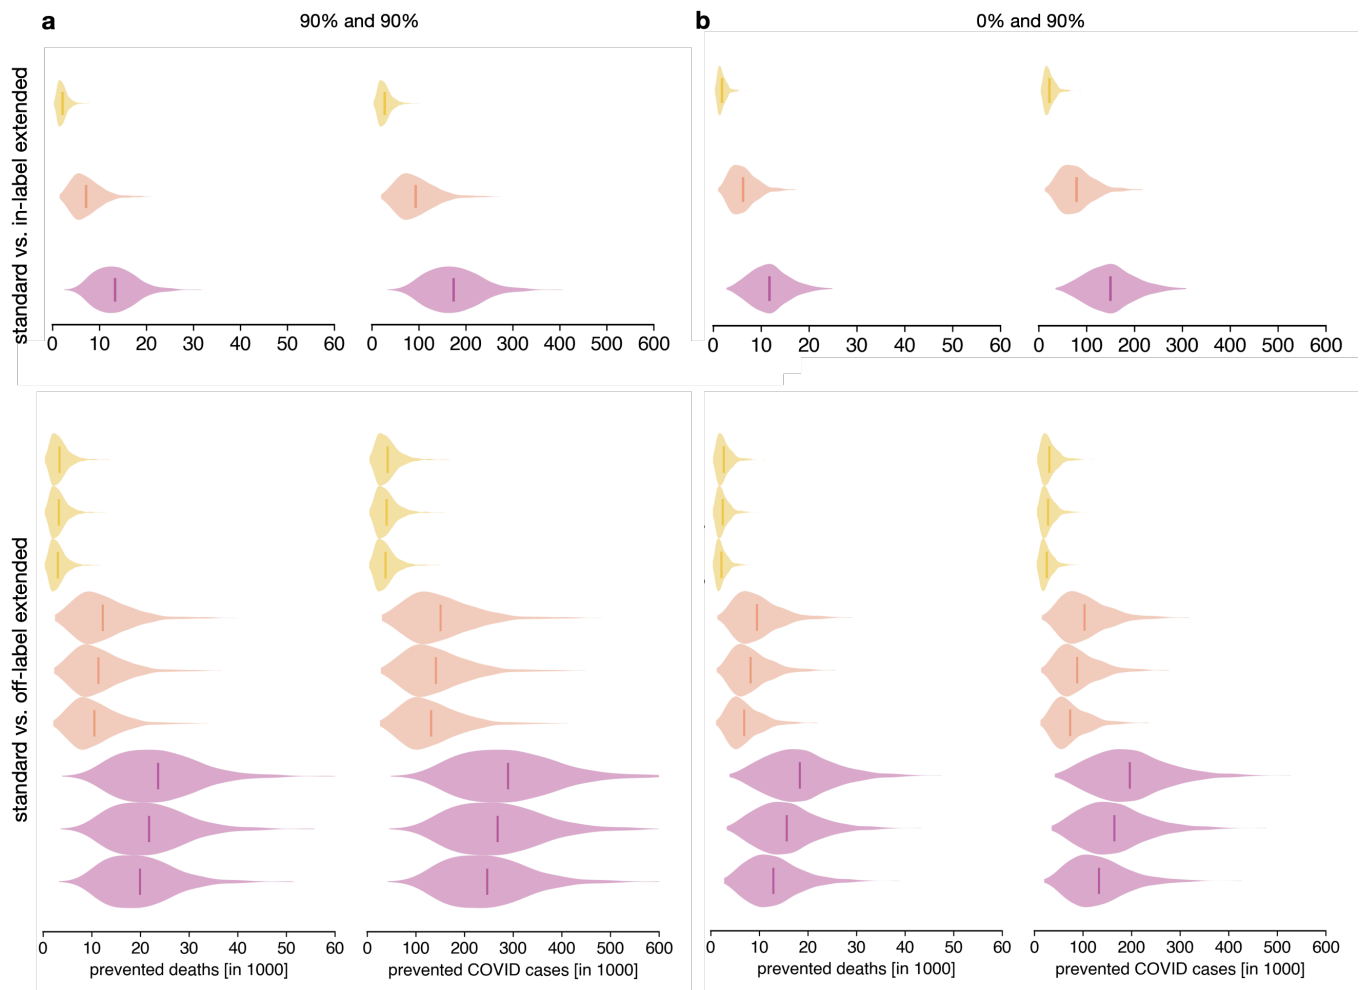 a
90% and 90%
b
0% and 90%
standard vs. in-label extended
0 10 20 30 40 50 60
0 100 200 300 400 500 600
0 10 20 30 40 50 60
0 100 200 300 400 500 600
standard vs. off-label extended
0 10 20 30 40 50 60
0 100 200 300 400 500 600
0 10 20 30 40 50 60
0 100 200 300 400 500 600
prevented deaths [in 1000]
prevented COVID cases [in 1000]
prevented deaths [in 1000]
prevented COVID cases [in 1000]